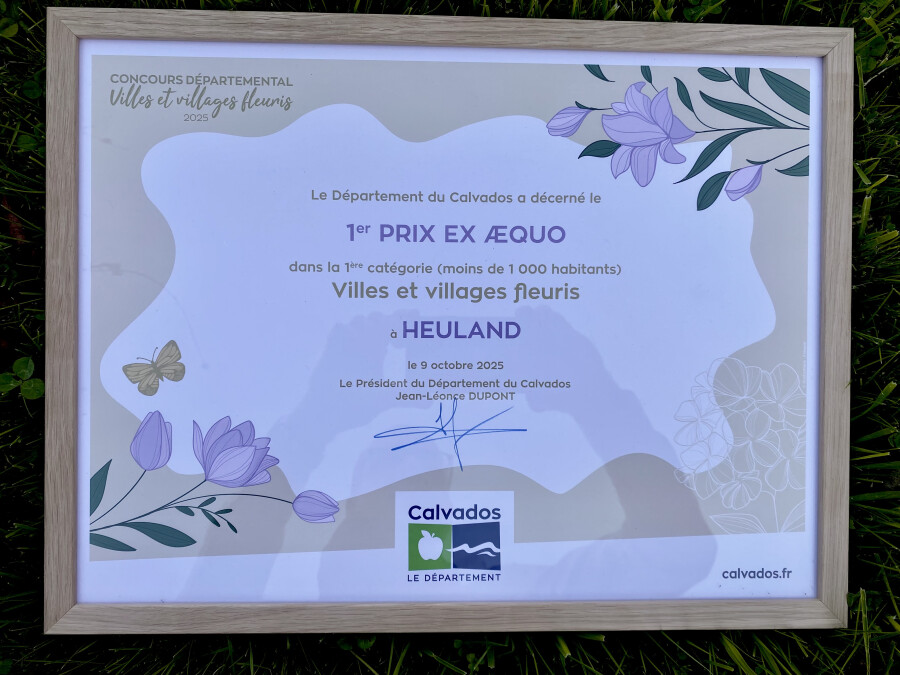 CONCOURS DÉPARTEMENTAL
Villes et villages fleuris
2025
Le Département du Calvados a décerné le
1er PRIX EX ÆQUO
dans la 1ère catégorie (moins de 1 000 habitants)
Villes et villages fleuris
à HEULAND
le 9 octobre 2025
Le Président du Département du Calvados
Jean-Léonce DUPONT
Calvados
LE DÉPARTEMENT
calvados.fr